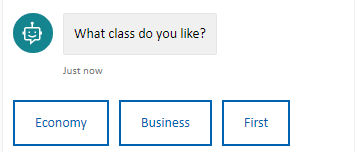 What class do you like?
Just now
Economy Business First